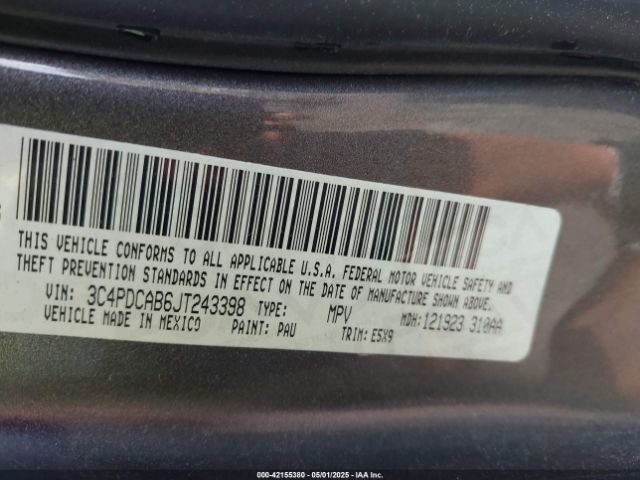 THIS VEHICLE CONFORMS TO ALL APPLICABLE U.S.A. FEDERAL MOTOR VEHICLE SAFETY AND
THEFT PREVENTION STANDARDS IN EFFECT ON THE DATE OF MANUFACTURE SHOWN ABOVE.
VIN: 3C4PDCAB6JT243398 TYPE: MPV MDH:121923 310AA
VEHICLE MADE IN MEXICO PAINT: PAU TRIM: E5X9
000-42155380 - 05/01/2025 - IAA Inc.